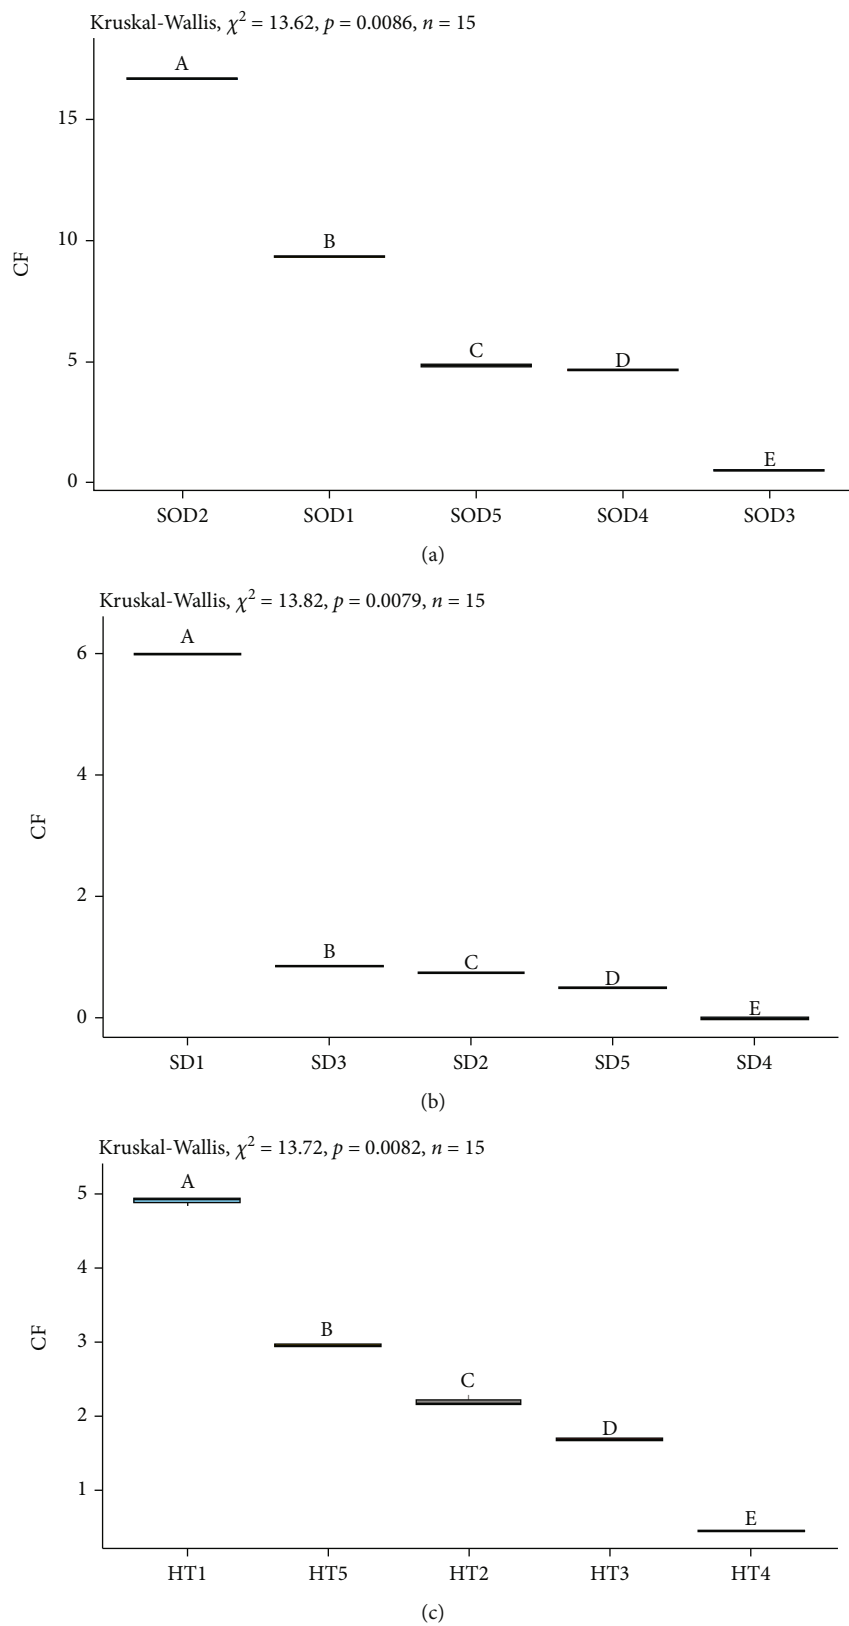 Kruskal-Wallis, χ² = 13.62, p = 0.0086, n = 15
A
15
B
10
CF
C
D
5
E
0
SOD2 SOD1 SOD5 SOD4 SOD3
(a)
Kruskal-Wallis, χ² = 13.82, p = 0.0079, n = 15
A
6
4
CF
2
B
C
D
E
0
SD1 SD3 SD2 SD5 SD4
(b)
Kruskal-Wallis, χ² = 13.72, p = 0.0082, n = 15
A
5
4
B
3
CF
C
2
D
1
E
HT1 HT5 HT2 HT3 HT4
(c)